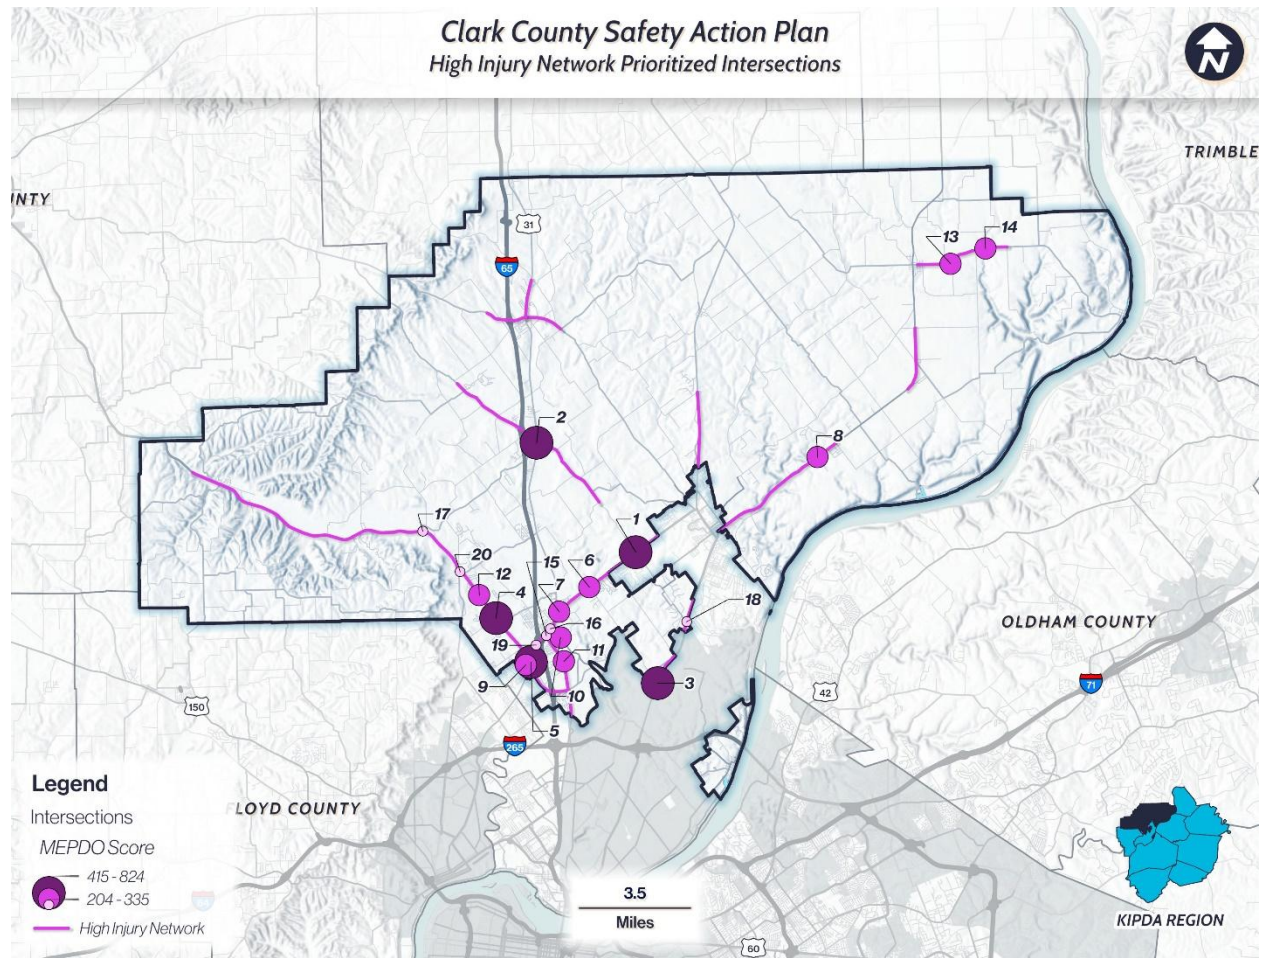 Clark County Safety Action Plan
High Injury Network Prioritized Intersections
N
TRIMBLE
UNTY
31
65
13
14
2
8
1
17
15
6
20
7
12
4
18
16
19
11
OLDHAM COUNTY
9
10
3
71
42
150
5
265
Legend
Intersections
MEPDO Score
415 - 824
204 - 335
High Injury Network
FLOYD COUNTY
3.5
Miles
KIPDA REGION
60